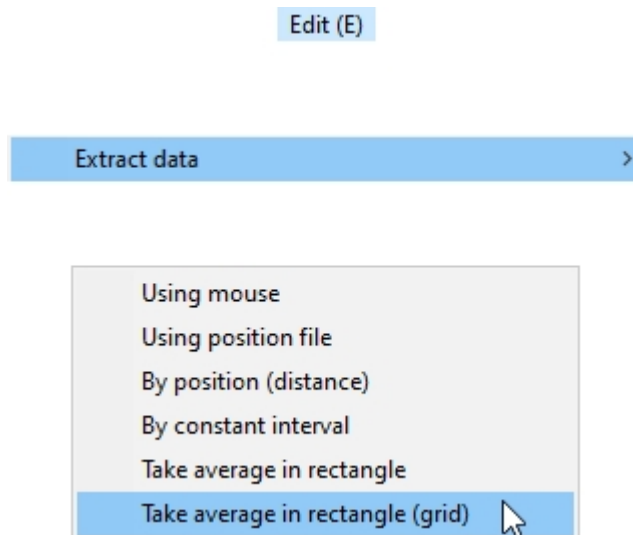 Edit (E)
Extract data
Using mouse
Using position file
By position (distance)
By constant interval
Take average in rectangle
Take average in rectangle (grid)